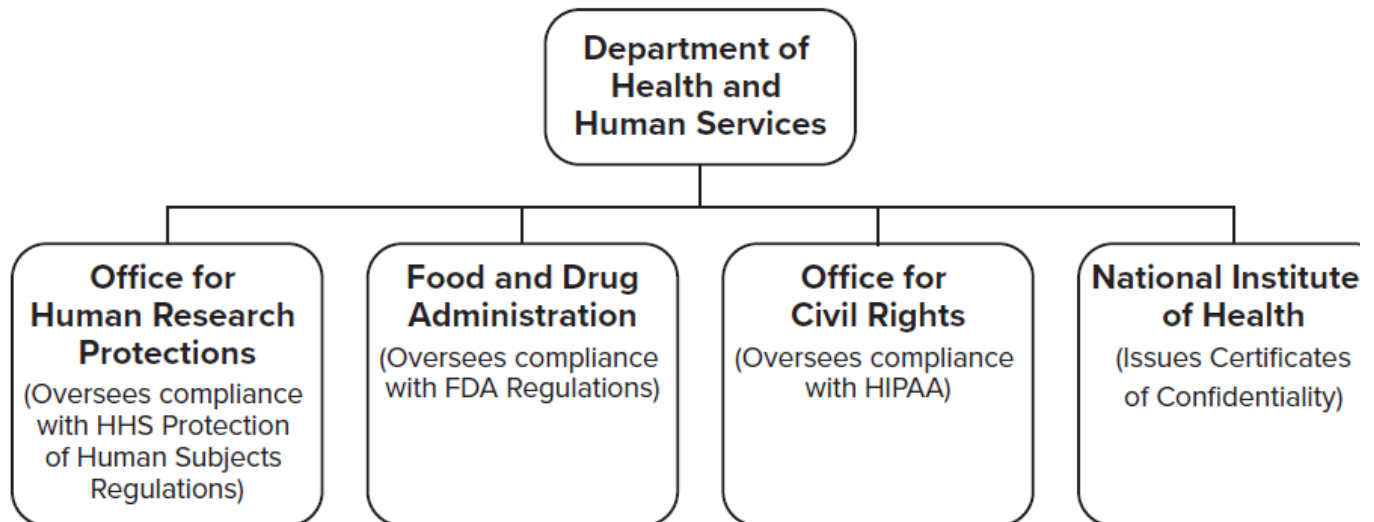 Department of
Health and
Human Services
Office for
Human Research
Protections
(Oversees compliance
with HHS Protection
of Human Subjects
Regulations)
Food and Drug
Administration
(Oversees compliance
with FDA Regulations)
Office for
Civil Rights
(Oversees compliance
with HIPAA)
National Institute
of Health
(Issues Certificates
of Confidentiality)